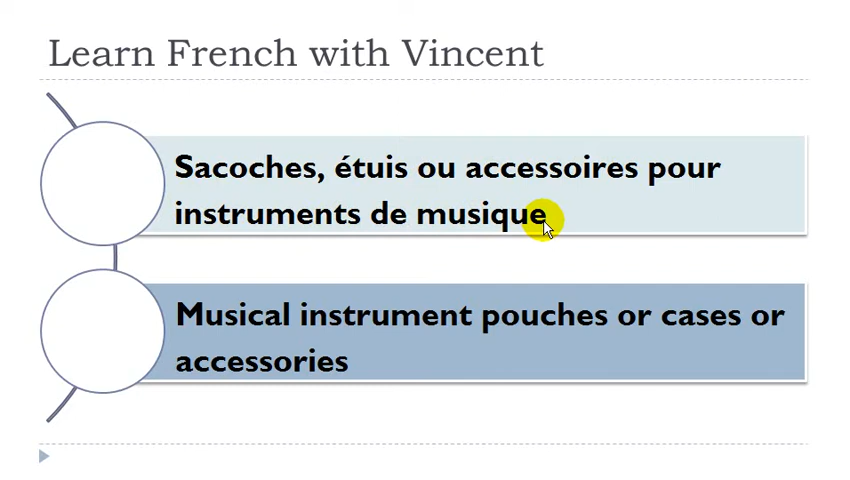 Learn French with Vincent
Sacoches, étuis ou accessoires pour
instruments de musique
Musical instrument pouches or cases or
accessories